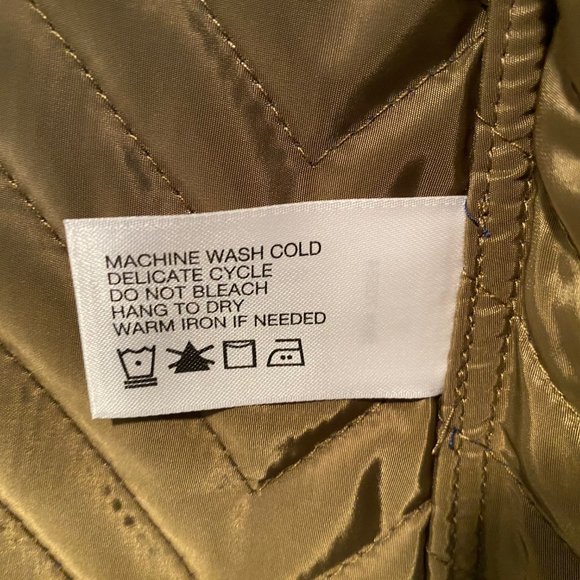 MACHINE WASH COLD
DELICATE CYCLE
DO NOT BLEACH
HANG TO DRY
WARM IRON IF NEEDED